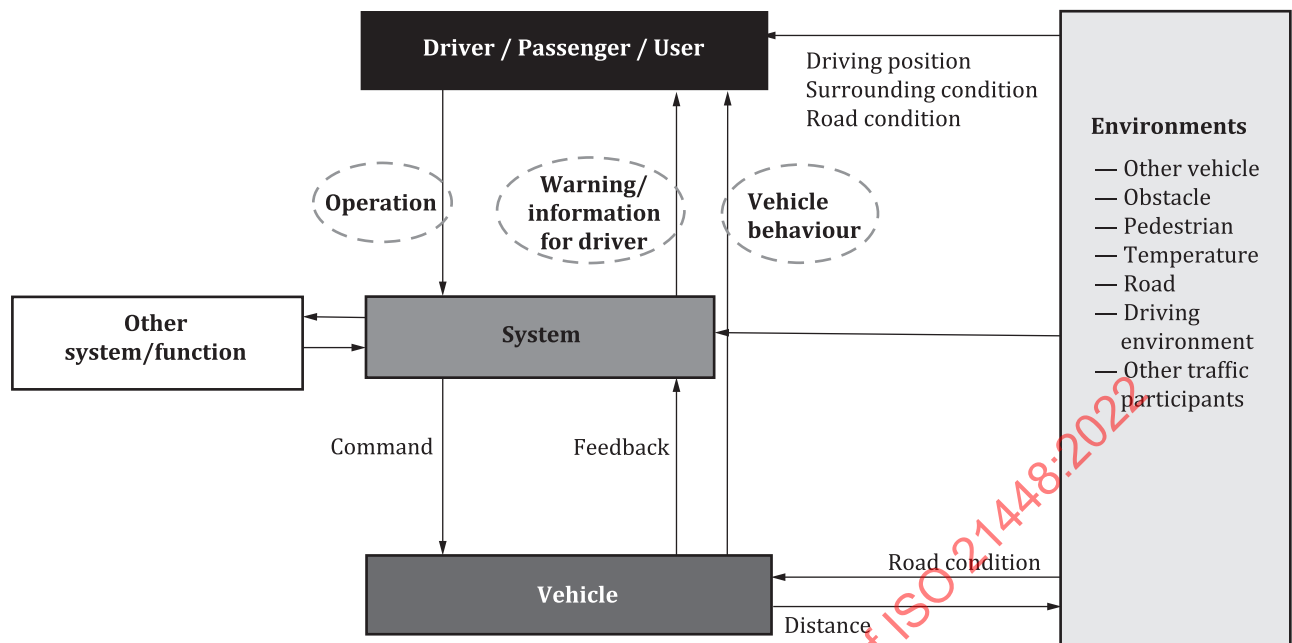 Driver / Passenger / User
Driving position
Surrounding condition
Road condition
Environments
— Other vehicle
— Obstacle
— Pedestrian
— Temperature
— Road
— Driving
environment
— Other traffic
participants
Operation
Warning/
information
for driver
Vehicle
behaviour
Other
system/function
System
Command
Feedback
Vehicle
Road condition
Distance
of ISO 21448:2022